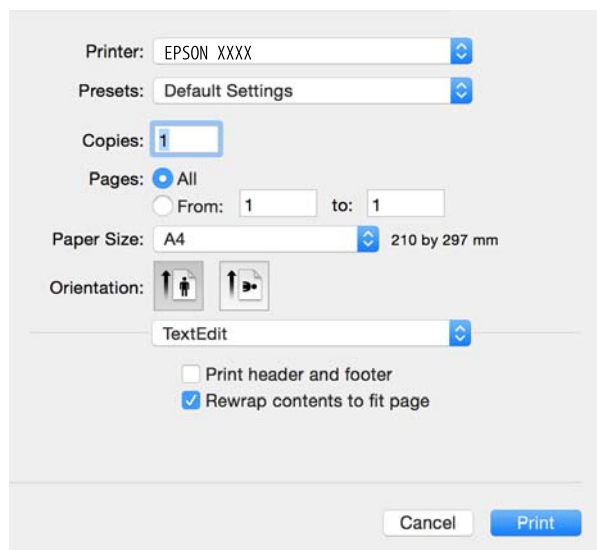 Printer: EPSON XXXX
Presets: Default Settings
Copies: 1
Pages: All
From: 1 to: 1
Paper Size: A4 210 by 297 mm
Orientation:
TextEdit
Print header and footer
Rewrap contents to fit page
Cancel Print